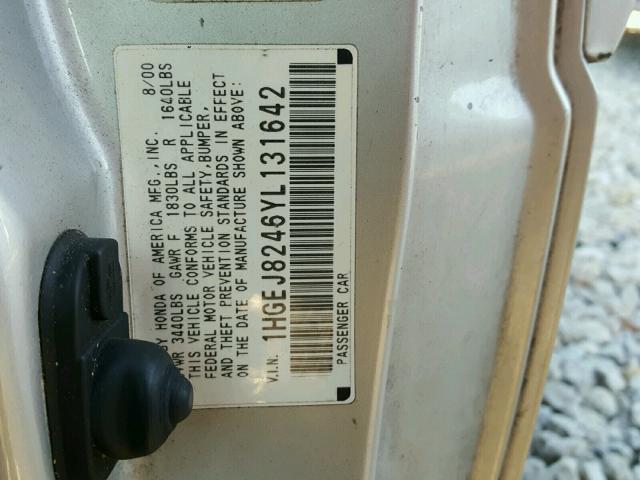 BY HONDA OF AMERICA MFG., INC. 8/00
3440LBS GAWR F 1830LBS R 1640LBS
THIS VEHICLE CONFORMS TO ALL APPLICABLE
FEDERAL MOTOR VEHICLE SAFETY,BUMPER,
AND THEFT PREVENTION STANDARDS IN EFFECT
ON THE DATE OF MANUFACTURE SHOWN ABOVE:
V.I.N. 1HGEJ8246YL131642
PASSENGER CAR